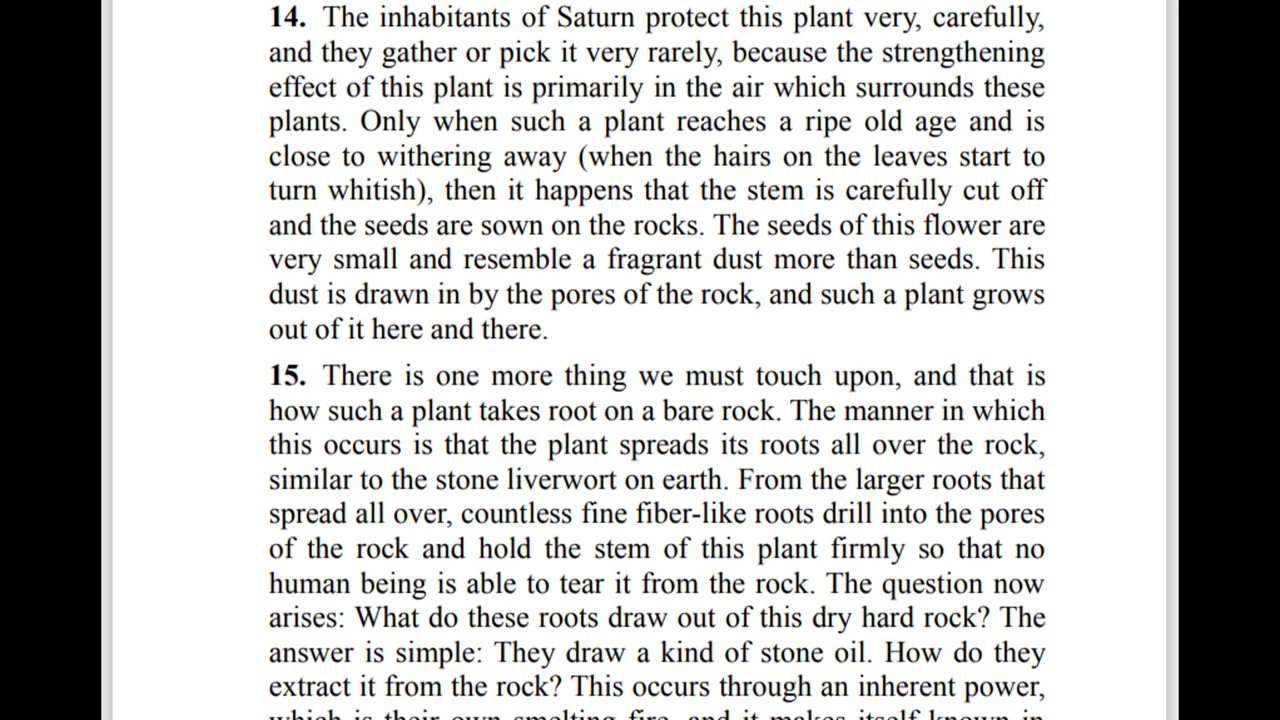 14. The inhabitants of Saturn protect this plant very, carefully,
and they gather or pick it very rarely, because the strengthening
effect of this plant is primarily in the air which surrounds these
plants. Only when such a plant reaches a ripe old age and is
close to withering away (when the hairs on the leaves start to
turn whitish), then it happens that the stem is carefully cut off
and the seeds are sown on the rocks. The seeds of this flower are
very small and resemble a fragrant dust more than seeds. This
dust is drawn in by the pores of the rock, and such a plant grows
out of it here and there.
15. There is one more thing we must touch upon, and that is
how such a plant takes root on a bare rock. The manner in which
this occurs is that the plant spreads its roots all over the rock,
similar to the stone liverwort on earth. From the larger roots that
spread all over, countless fine fiber-like roots drill into the pores
of the rock and hold the stem of this plant firmly so that no
human being is able to tear it from the rock. The question now
arises: What do these roots draw out of this dry hard rock? The
answer is simple: They draw a kind of stone oil. How do they
extract it from the rock? This occurs through an inherent power,
which is their own smelting fire, and it makes itself known in